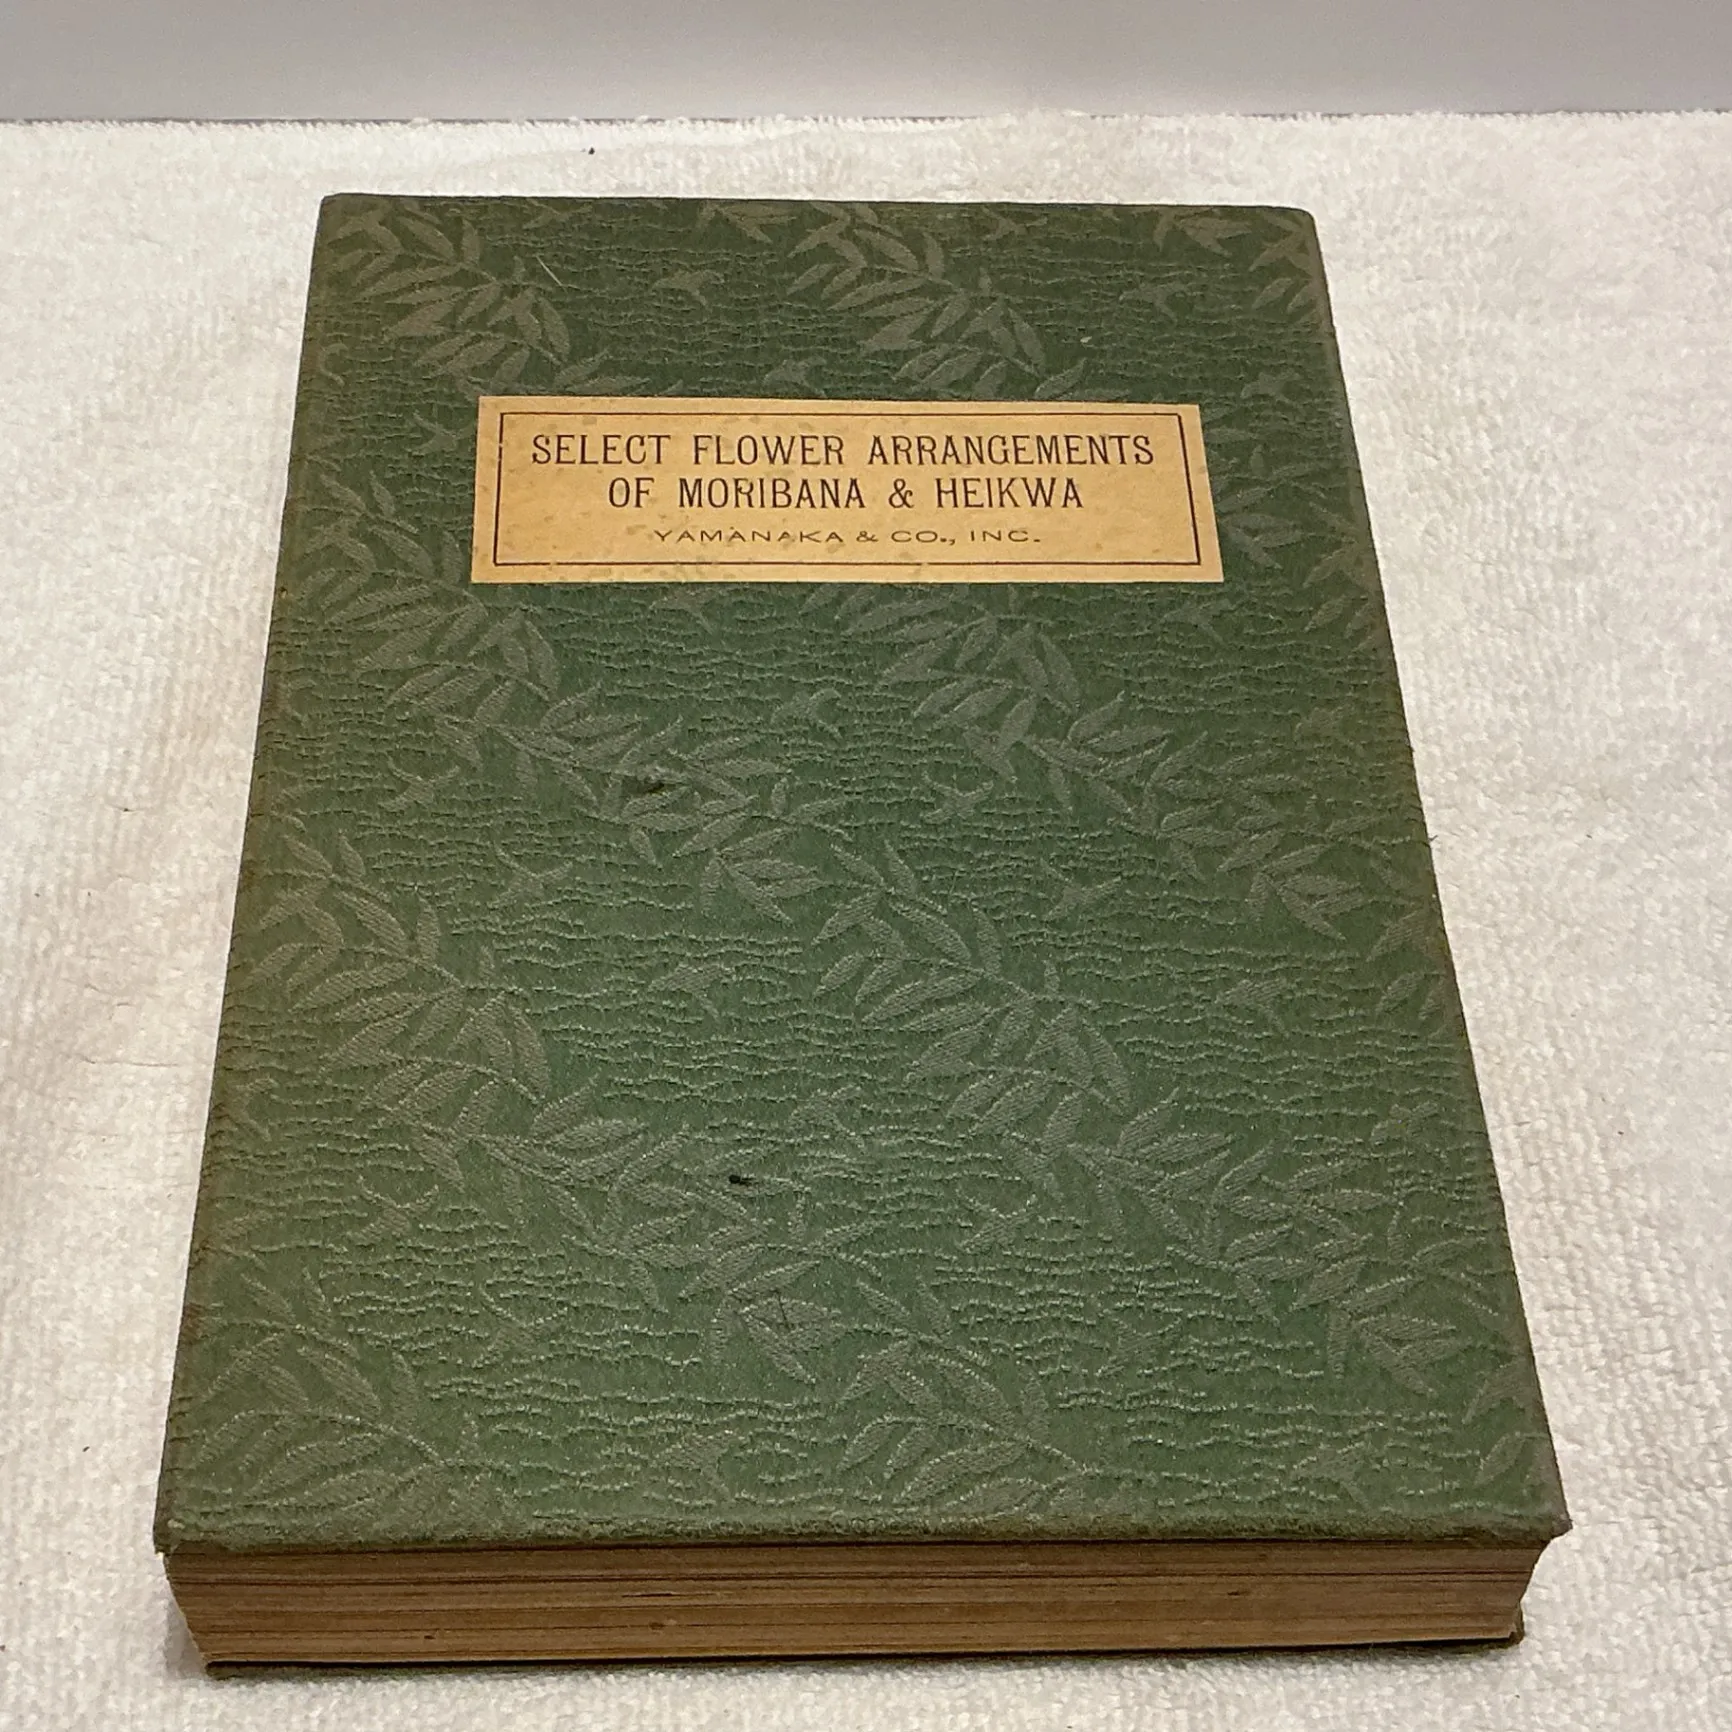 SELECT FLOWER ARRANGEMENTS
OF MORIBANA & HEIKWA
YAMANAKA & CO., INC.